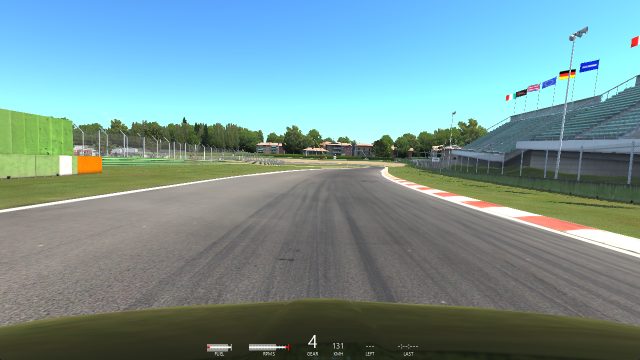 4 131 --- -:--:--
FUEL RPMS GEAR KMH LEFT LAST